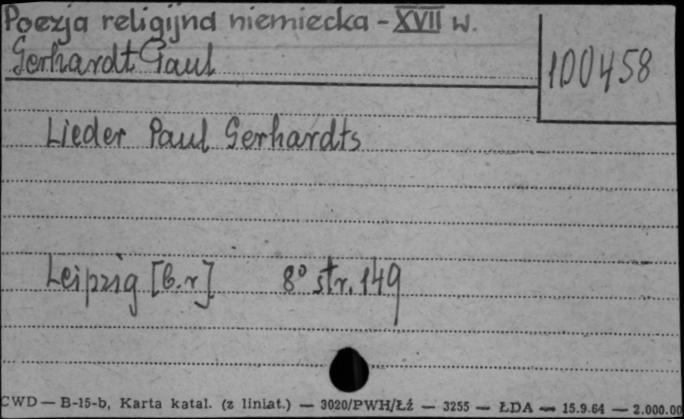 Poezja religijna niemiecka - XVII w.
Gerhardt Paul
100458
Lieder Paul Gerhardts
Leipzig [b.r] 8° str. 149
CWD — B-15-b, Karta katal. (z liniat.) — 3020/PWH/Łź — 3255 — ŁDA — 15.9.64 — 2.000.00